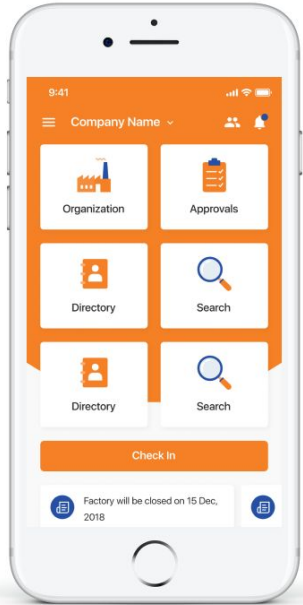 9:41
Company Name
Organization
Approvals
Directory
Search
Directory
Search
Check In
Factory will be closed on 15 Dec,
2018